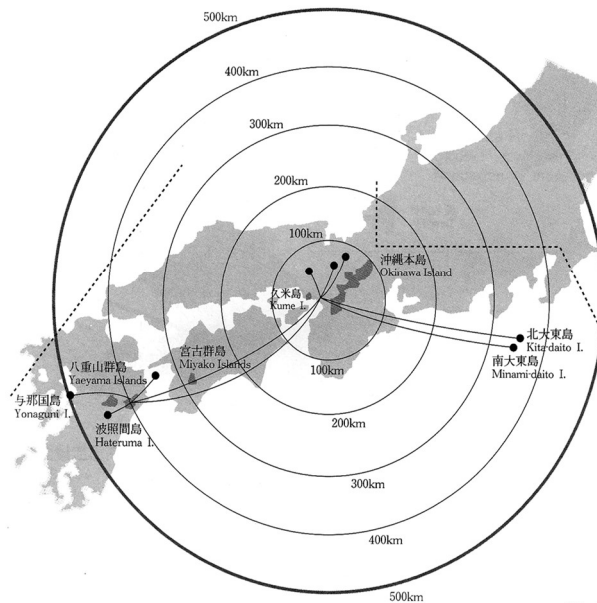 500km
400km
300km
200km
100km
沖縄本島
Okinawa Island
久米島
Kume I.
北大東島
Kita-daito I.
南大東島
Minami-daito I.
宮古群島
Miyako Islands
八重山群島
Yaeyama Islands
与那国島
Yonaguni I.
波照間島
Hateruma I.
100km
200km
300km
400km
500km